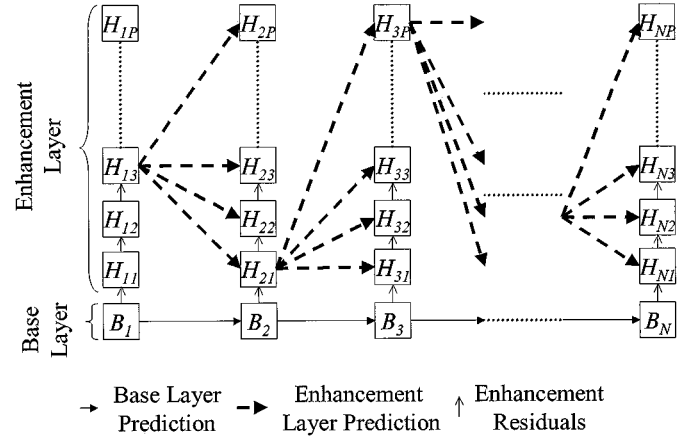 H1P H2P H3P HNP
H13 H23 H33 HN3
H12 H22 H32 HN2
H11 H21 H31 HN1
B1 B2 B3 BN
Enhancement
Layer
Base
Layer
Base Layer
Prediction
Enhancement
Layer Prediction
Enhancement
Residuals